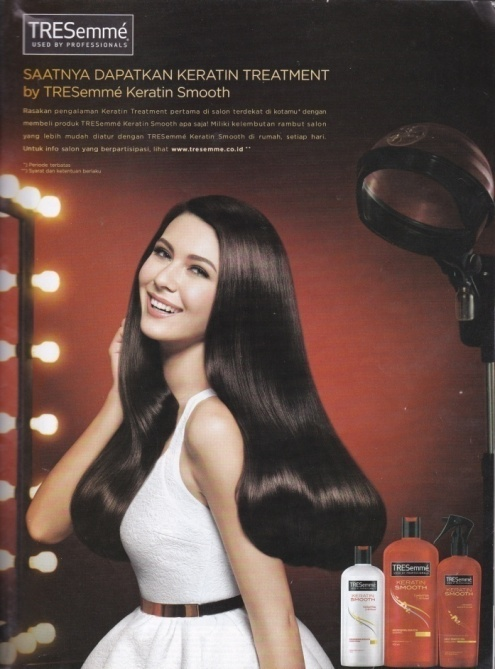 TRESemmé
USED BY PROFESSIONALS
SAATNYA DAPATKAN KERATIN TREATMENT
by TRESemmé Keratin Smooth
Rasakan pengalaman Keratin Treatment pertama di salon terdekat di kotamu* dengan
membeli produk TRESemmé Keratin Smooth apa saja! Miliki kelembutan rambut salon
yang lebih mudah diatur dengan TRESemmé Keratin Smooth di rumah, setiap hari.
Untuk info salon yang berpartisipasi, lihat www.tresemme.co.id **
*) Periode terbatas
**) Syarat dan ketentuan berlaku
TRESemmé
KERATIN
SMOOTH
TRESemmé
KERATIN
SMOOTH
TRESemmé
KERATIN
SMOOTH